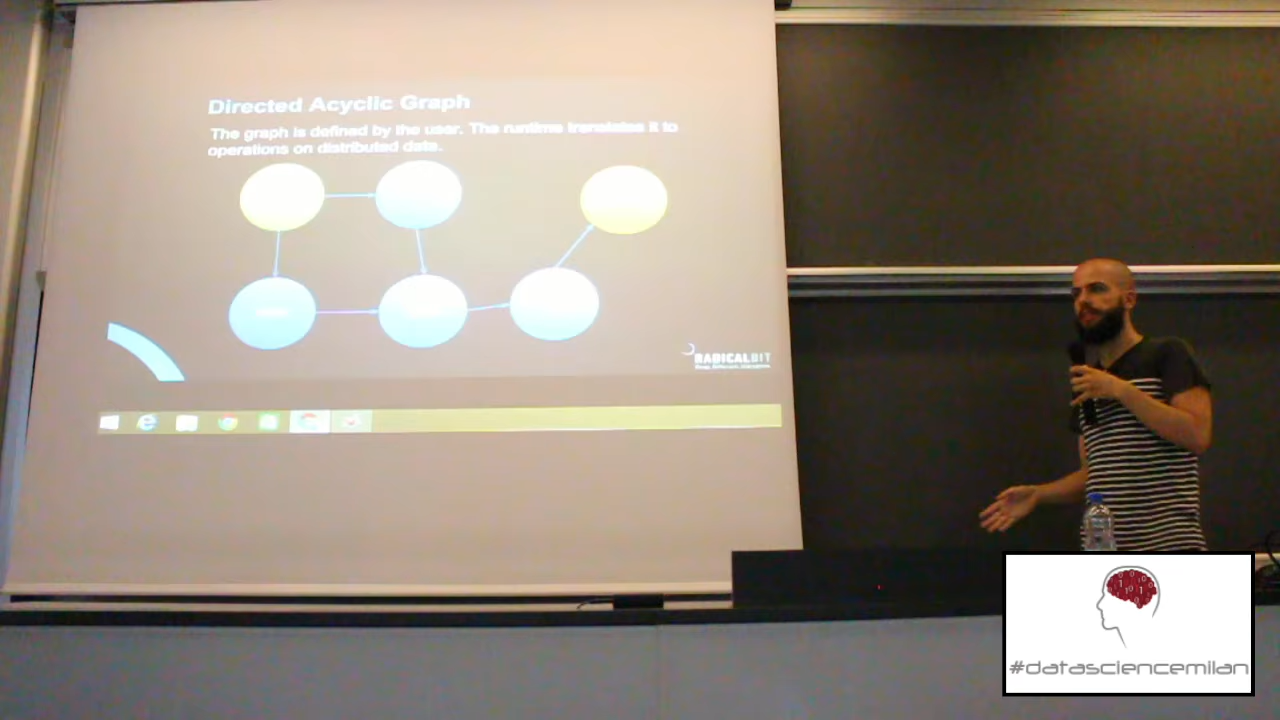 Directed Acyclic Graph
The graph is defined by the user. The runtime translates it to
operations on distributed data.
RADICALBIT
#datasciencemilan